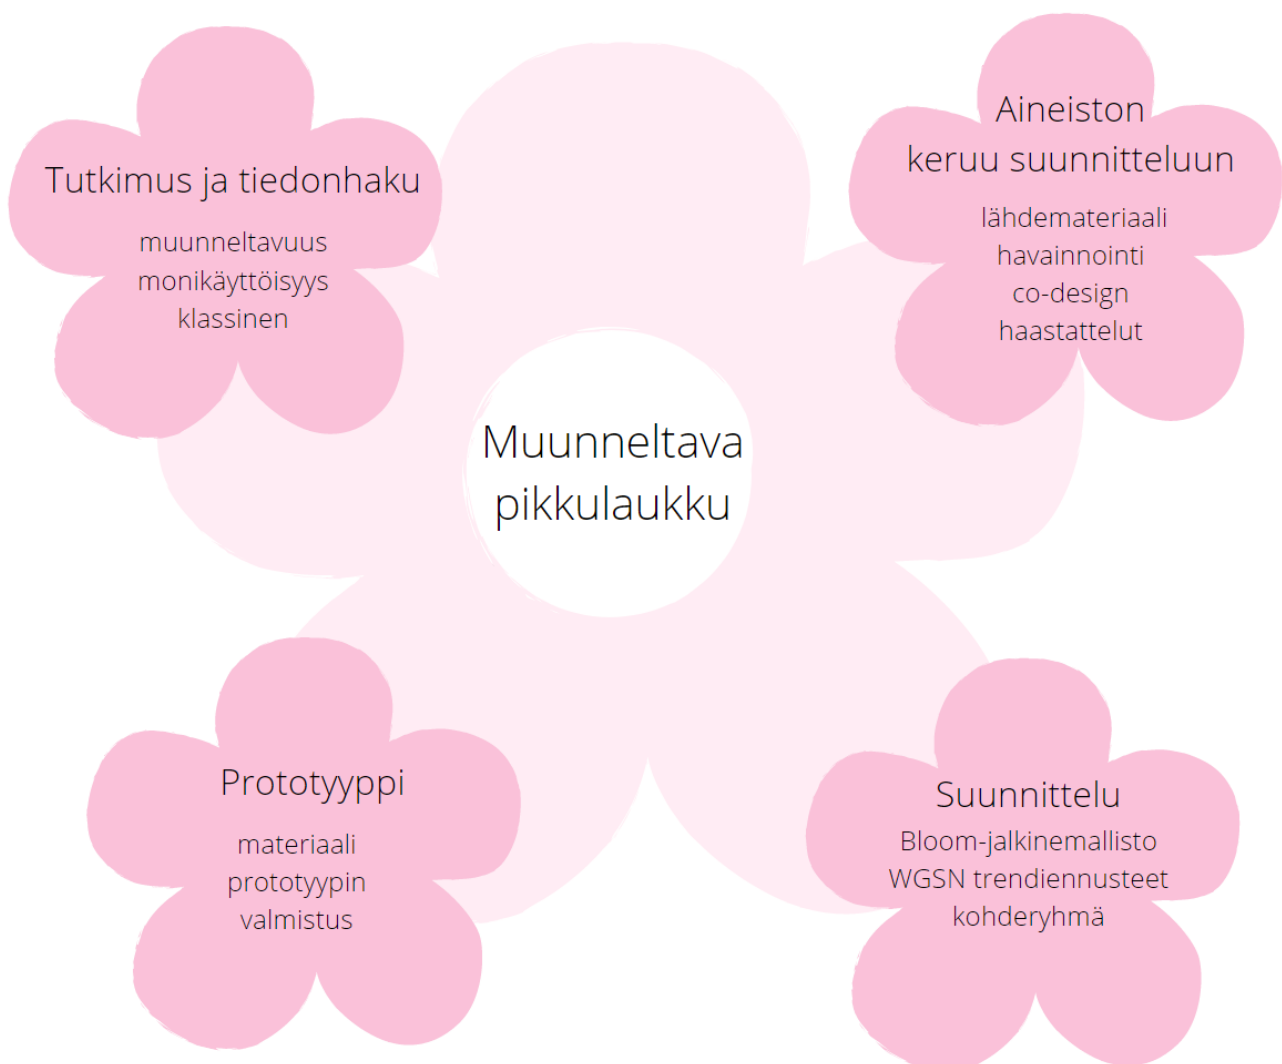 Tutkimus ja tiedonhaku
muunneltavuus
monikäyttöisyys
klassinen
Aineiston
keruu suunnitteluun
lähdemateriaali
havainnointi
co-design
haastattelut
Muunneltava
pikkulaukku
Prototyyppi
materiaali
prototyypin
valmistus
Suunnittelu
Bloom-jalkinemallisto
WGSN trendiennusteet
kohderyhmä